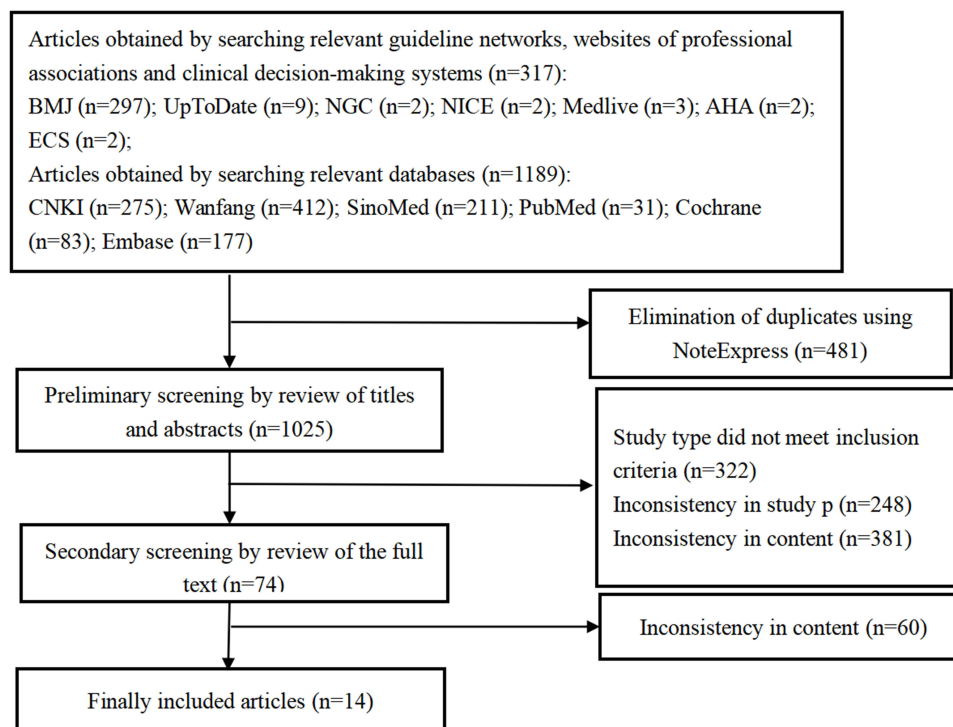 Articles obtained by searching relevant guideline networks, websites of professional
associations and clinical decision-making systems (n=317):
BMJ (n=297); UpToDate (n=9); NGC (n=2); NICE (n=2); Medlive (n=3); AHA (n=2);
ECS (n=2);
Articles obtained by searching relevant databases (n=1189):
CNKI (n=275); Wanfang (n=412); SinoMed (n=211); PubMed (n=31); Cochrane
(n=83); Embase (n=177)
Elimination of duplicates using
NoteExpress (n=481)
Preliminary screening by review of titles
and abstracts (n=1025)
Study type did not meet inclusion
criteria (n=322)
Inconsistency in study p (n=248)
Inconsistency in content (n=381)
Secondary screening by review of the full
text (n=74)
Inconsistency in content (n=60)
Finally included articles (n=14)